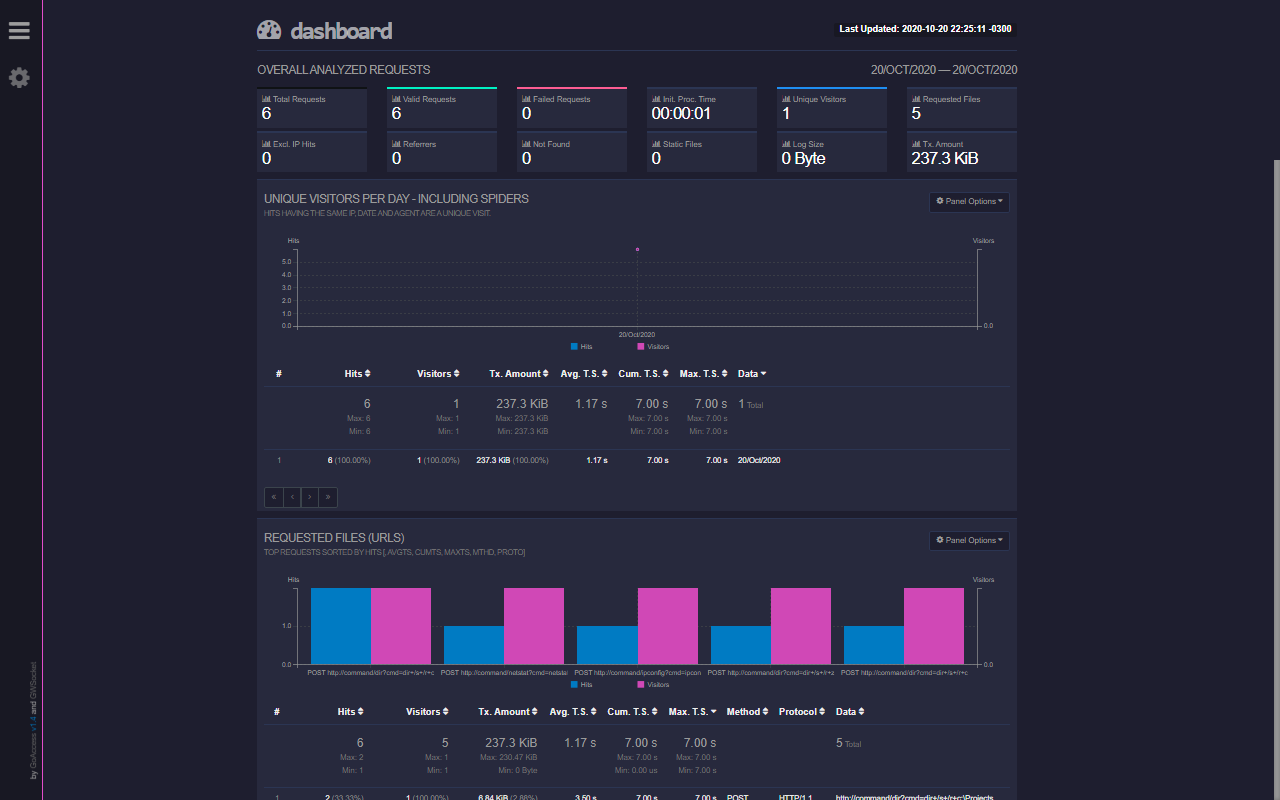 dashboard
Last Updated: 2020-10-20 22:25:11 -0300
OVERALL ANALYZED REQUESTS
20/OCT/2020 — 20/OCT/2020
Total Requests
6
Valid Requests
6
Failed Requests
0
Init. Proc. Time
00:00:01
Unique Visitors
1
Requested Files
5
Excl. IP Hits
0
Referrers
0
Not Found
0
Static Files
0
Log Size
0 Byte
Tx. Amount
237.3 KiB
UNIQUE VISITORS PER DAY - INCLUDING SPIDERS
HITS HAVING THE SAME IP, DATE AND AGENT ARE A UNIQUE VISIT.
Panel Options
Hits
Visitors
5.0
4.0
3.0
2.0
1.0
0.0
0.0
20/Oct/2020
Hits Visitors
# Hits Visitors Tx. Amount Avg. T.S. Cum. T.S. Max. T.S. Data
6 1 237.3 KiB 1.17 s 7.00 s 7.00 s 1 Total
Max: 6 Max: 1 Max: 237.3 KiB Max: 7.00 s Max: 7.00 s
Min: 6 Min: 1 Min: 237.3 KiB Min: 7.00 s Min: 7.00 s
1 6 (100.00%) 1 (100.00%) 237.3 KiB (100.00%) 1.17 s 7.00 s 7.00 s 20/Oct/2020
« ‹ › »
REQUESTED FILES (URLS)
TOP REQUESTS SORTED BY HITS [, AVGTS, CUMTS, MAXTS, MTHD, PROTO]
Panel Options
Hits
Visitors
1.0
0.0
0.0
POST http://command/dir?cmd=dir+/s+/r+c
POST http://command/netstat?cmd=netstat
POST http://command/ipconfig?cmd=ipcon
POST http://command/dir?cmd=dir+/s+/r+z
POST http://command/dir?cmd=dir+/s+/r+c
Hits Visitors
# Hits Visitors Tx. Amount Avg. T.S. Cum. T.S. Max. T.S. Method Protocol Data
6 5 237.3 KiB 1.17 s 7.00 s 7.00 s 5 Total
Max: 2 Max: 1 Max: 230.47 KiB Max: 7.00 s Max: 7.00 s
Min: 1 Min: 1 Min: 0 Byte Min: 0.00 us Min: 7.00 s
1 2 (33.33%) 1 (100.00%) 6.84 KiB (2.88%) 3.50 s 7.00 s 7.00 s POST HTTP/1.1 http://command/dir?cmd=dir+/s+/r+c:\Projects
by GoAccess v1.4 and GWSocket